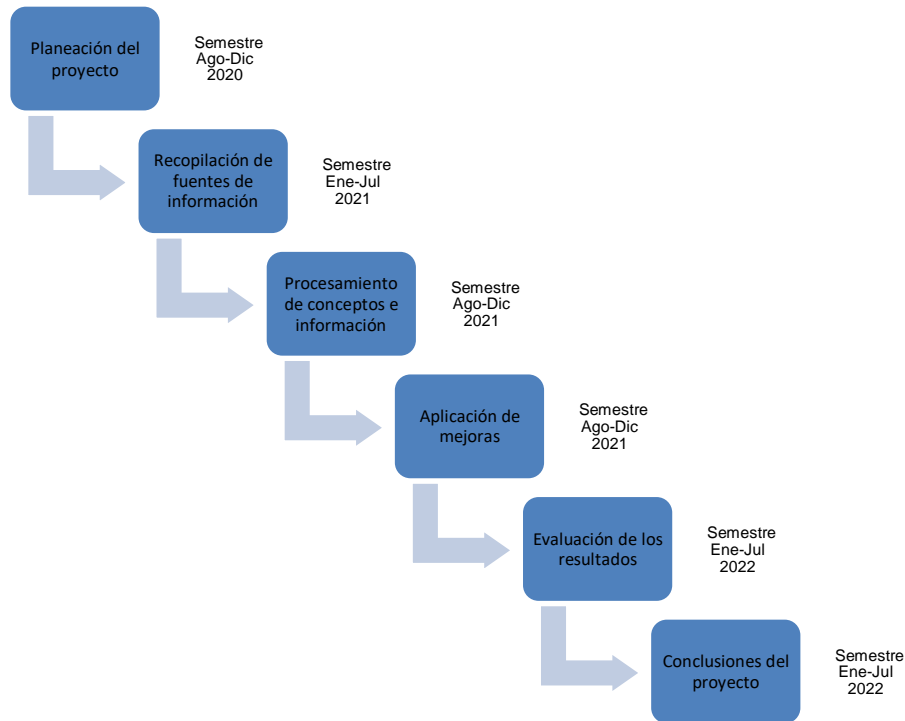 Planeación del
proyecto
Semestre
Ago-Dic
2020
Recopilación de
fuentes de
información
Semestre
Ene-Jul
2021
Procesamiento
de conceptos e
información
Semestre
Ago-Dic
2021
Aplicación de
mejoras
Semestre
Ago-Dic
2021
Evaluación de los
resultados
Semestre
Ene-Jul
2022
Conclusiones del
proyecto
Semestre
Ene-Jul
2022